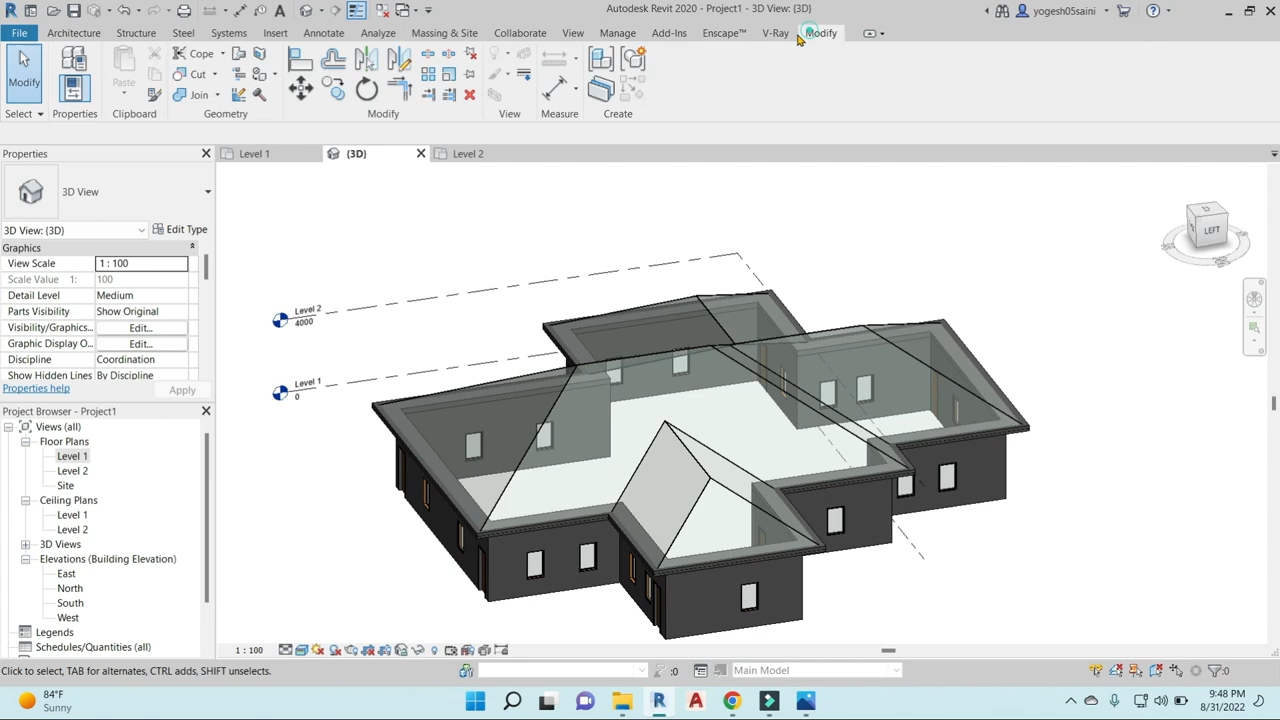 Autodesk Revit 2020 - Project1 - 3D View: {3D}
yogesh05saini
File
Architecture
Structure
Steel
Systems
Insert
Annotate
Analyze
Massing & Site
Collaborate
View
Manage
Add-Ins
Enscape™
V-Ray
Modify
Modify
Paste
Cope
Cut
Join
Select
Properties
Clipboard
Geometry
Modify
View
Measure
Create
Properties
Level 1
{3D}
Level 2
3D View
3D View: {3D}
Edit Type
Graphics
View Scale
1 : 100
Scale Value 1:
100
Detail Level
Medium
Parts Visibility
Show Original
Visibility/Graphics...
Edit...
Graphic Display O...
Edit...
Discipline
Coordination
Show Hidden Lines
By Discipline
Properties help
Apply
Level 2
4000
Level 1
0
LEFT
Project Browser - Project1
Views (all)
Floor Plans
Level 1
Level 2
Site
Ceiling Plans
Level 1
Level 2
3D Views
Elevations (Building Elevation)
East
North
South
West
Legends
Schedules/Quantities (all)
1 : 100
Click to select, TAB for alternates, CTRL adds, SHIFT unselects.
:0
Main Model
:0
84°F
Sunny
9:48 PM
8/31/2022